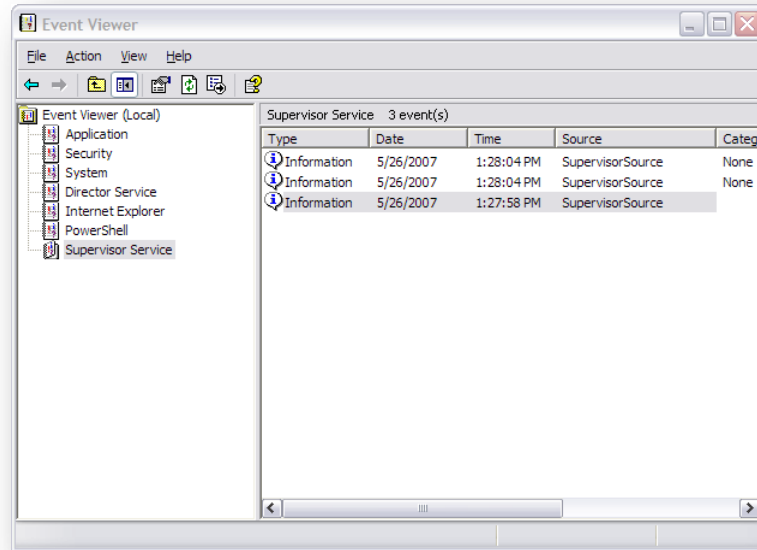 Event Viewer
File Action View Help
Event Viewer (Local)
Application
Security
System
Director Service
Internet Explorer
PowerShell
Supervisor Service
Supervisor Service 3 event(s)
Type Date Time Source Categ
Information 5/26/2007 1:28:04 PM SupervisorSource None
Information 5/26/2007 1:28:04 PM SupervisorSource None
Information 5/26/2007 1:27:58 PM SupervisorSource